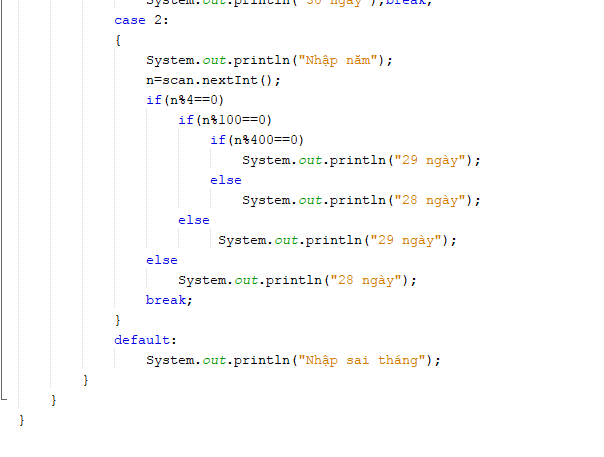 System.out.println("30 ngày");break;
case 2:
{
System.out.println("Nhập năm");
n=scan.nextInt();
if(n%4==0)
if(n%100==0)
if(n%400==0)
System.out.println("29 ngày");
else
System.out.println("28 ngày");
else
System.out.println("29 ngày");
else
System.out.println("28 ngày");
break;
}
default:
System.out.println("Nhập sai tháng");
}
}
}